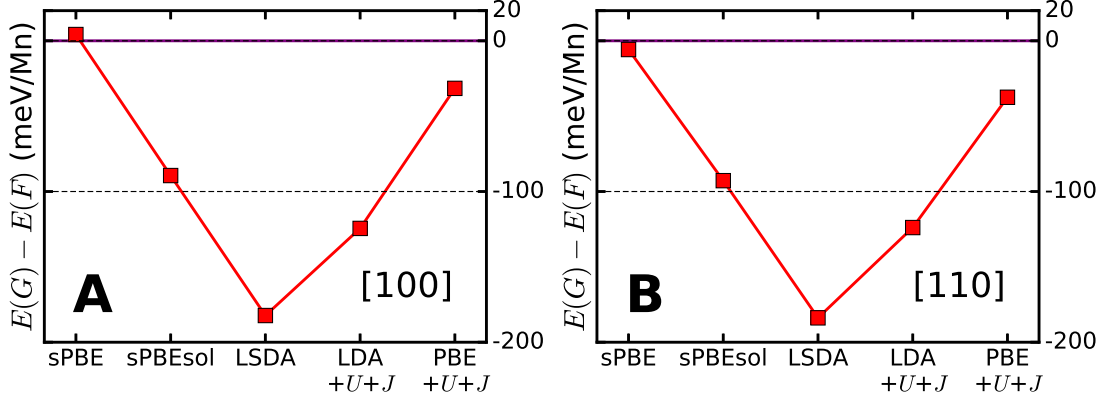 E(G) − E(F) (meV/Mn)
20
0
-100
-200
A
[100]
sPBE sPBEsol LSDA LDA +U+J PBE +U+J
E(G) − E(F) (meV/Mn)
20
0
-100
-200
B
[110]
sPBE sPBEsol LSDA LDA +U+J PBE +U+J